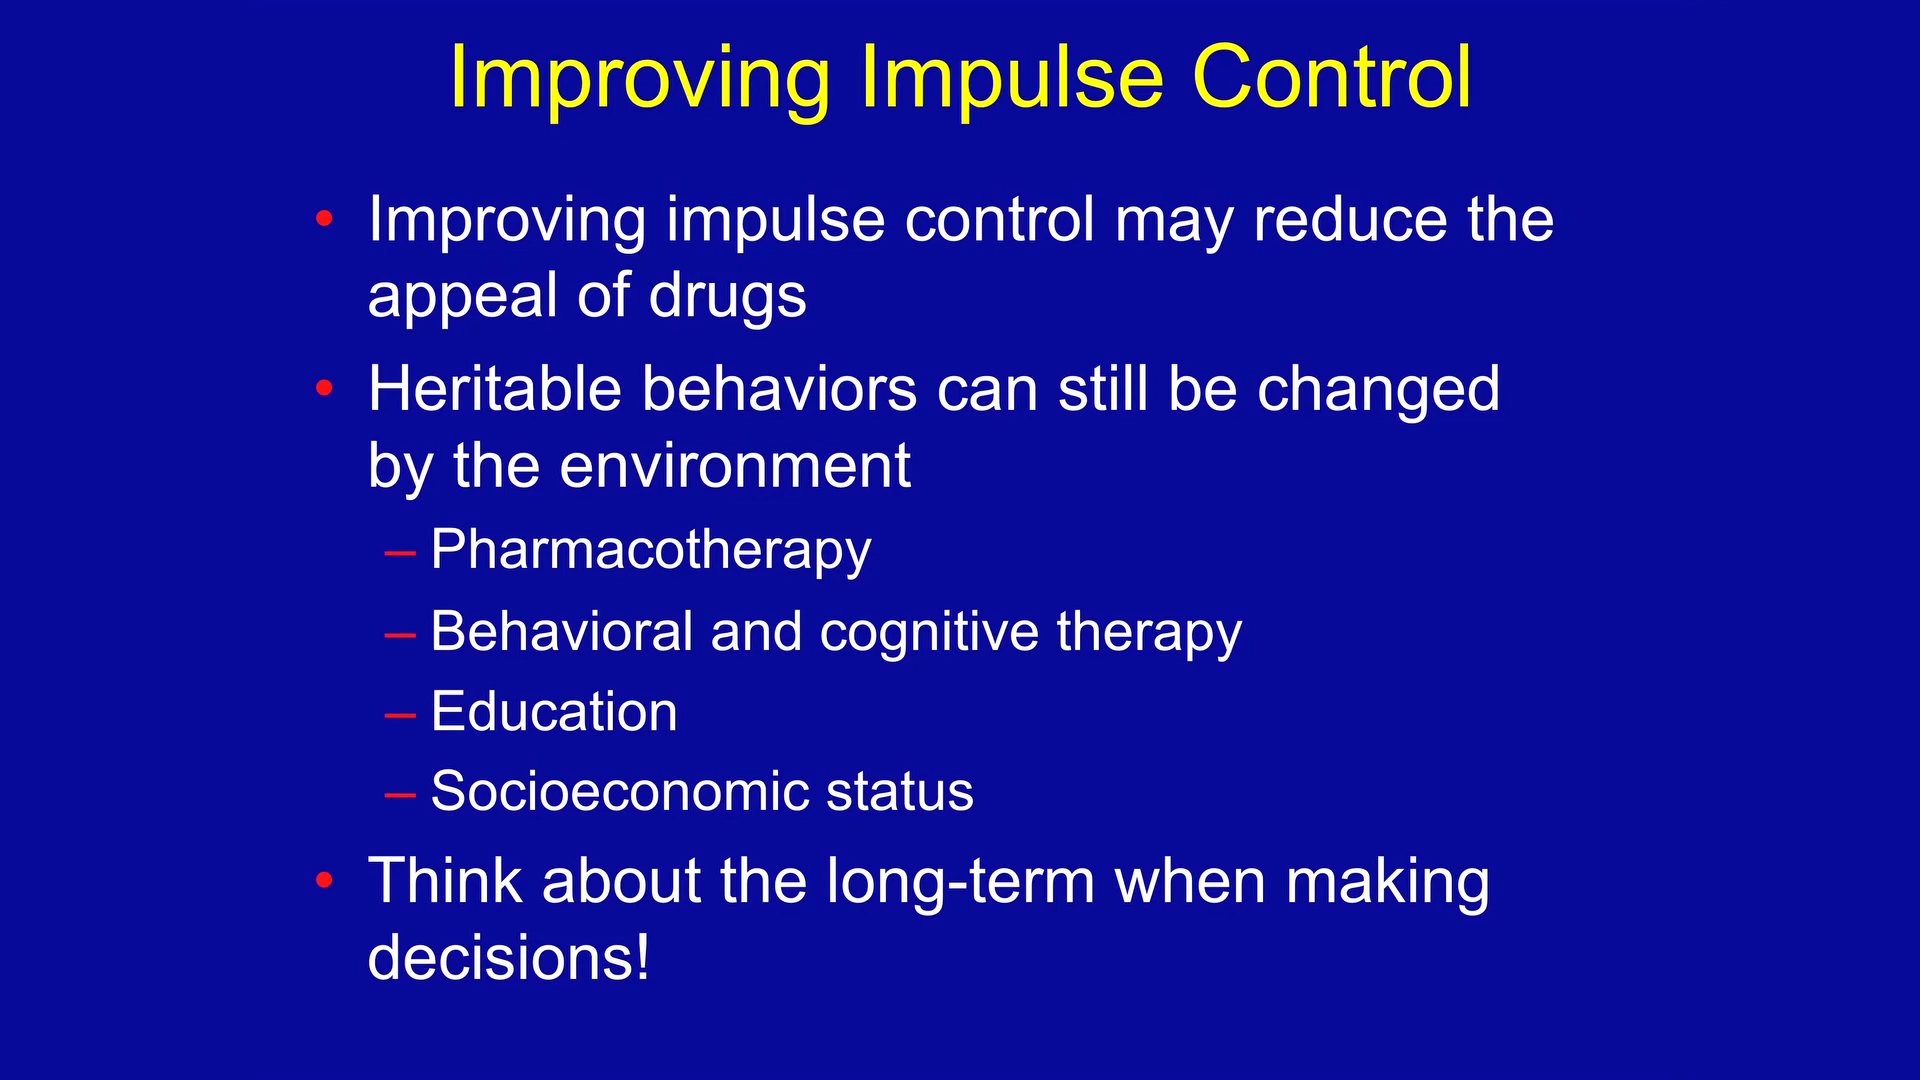 Improving Impulse Control
• Improving impulse control may reduce the
appeal of drugs
• Heritable behaviors can still be changed
by the environment
– Pharmacotherapy
– Behavioral and cognitive therapy
– Education
– Socioeconomic status
• Think about the long-term when making
decisions!